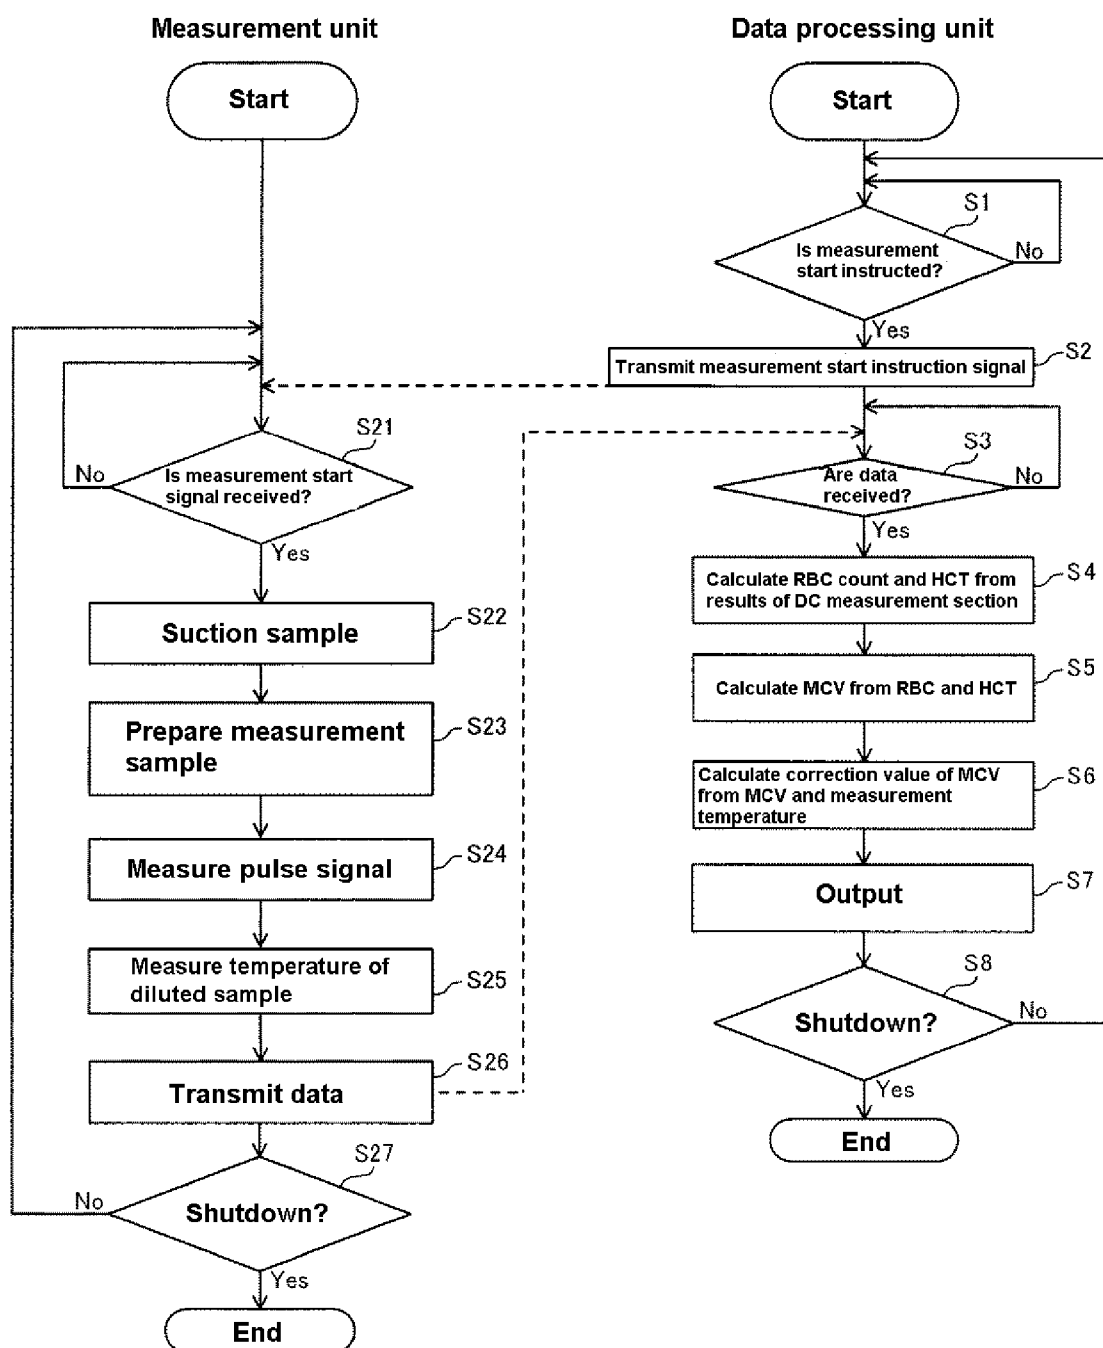 Measurement unit
Start
S21
Is measurement start
signal received?
No
Yes
Suction sample
S22
Prepare measurement
sample
S23
Measure pulse signal
S24
Measure temperature of
diluted sample
S25
Transmit data
S26
S27
Shutdown?
No
Yes
End
Data processing unit
Start
S1
Is measurement
start instructed?
No
Yes
S2
Transmit measurement start instruction signal
S3
Are data
received?
No
Yes
Calculate RBC count and HCT from
results of DC measurement section
S4
Calculate MCV from RBC and HCT
S5
Calculate correction value of MCV
from MCV and measurement
temperature
S6
Output
S7
S8
Shutdown?
No
Yes
End